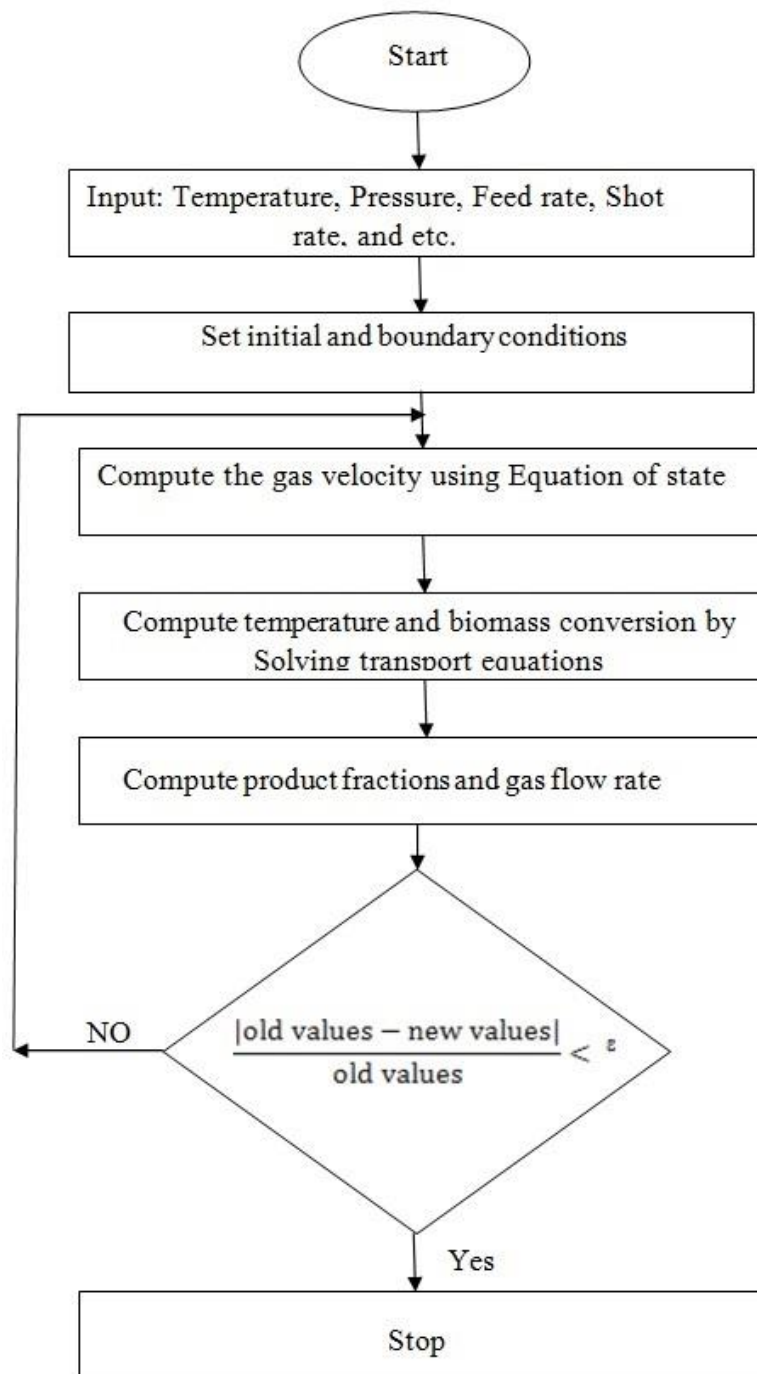 Start
Input: Temperature, Pressure, Feed rate, Shot
rate, and etc.
Set initial and boundary conditions
Compute the gas velocity using Equation of state
Compute temperature and biomass conversion by
Solving transport equations
Compute product fractions and gas flow rate
NO
|old values − new values|
old values
< ε
Yes
Stop